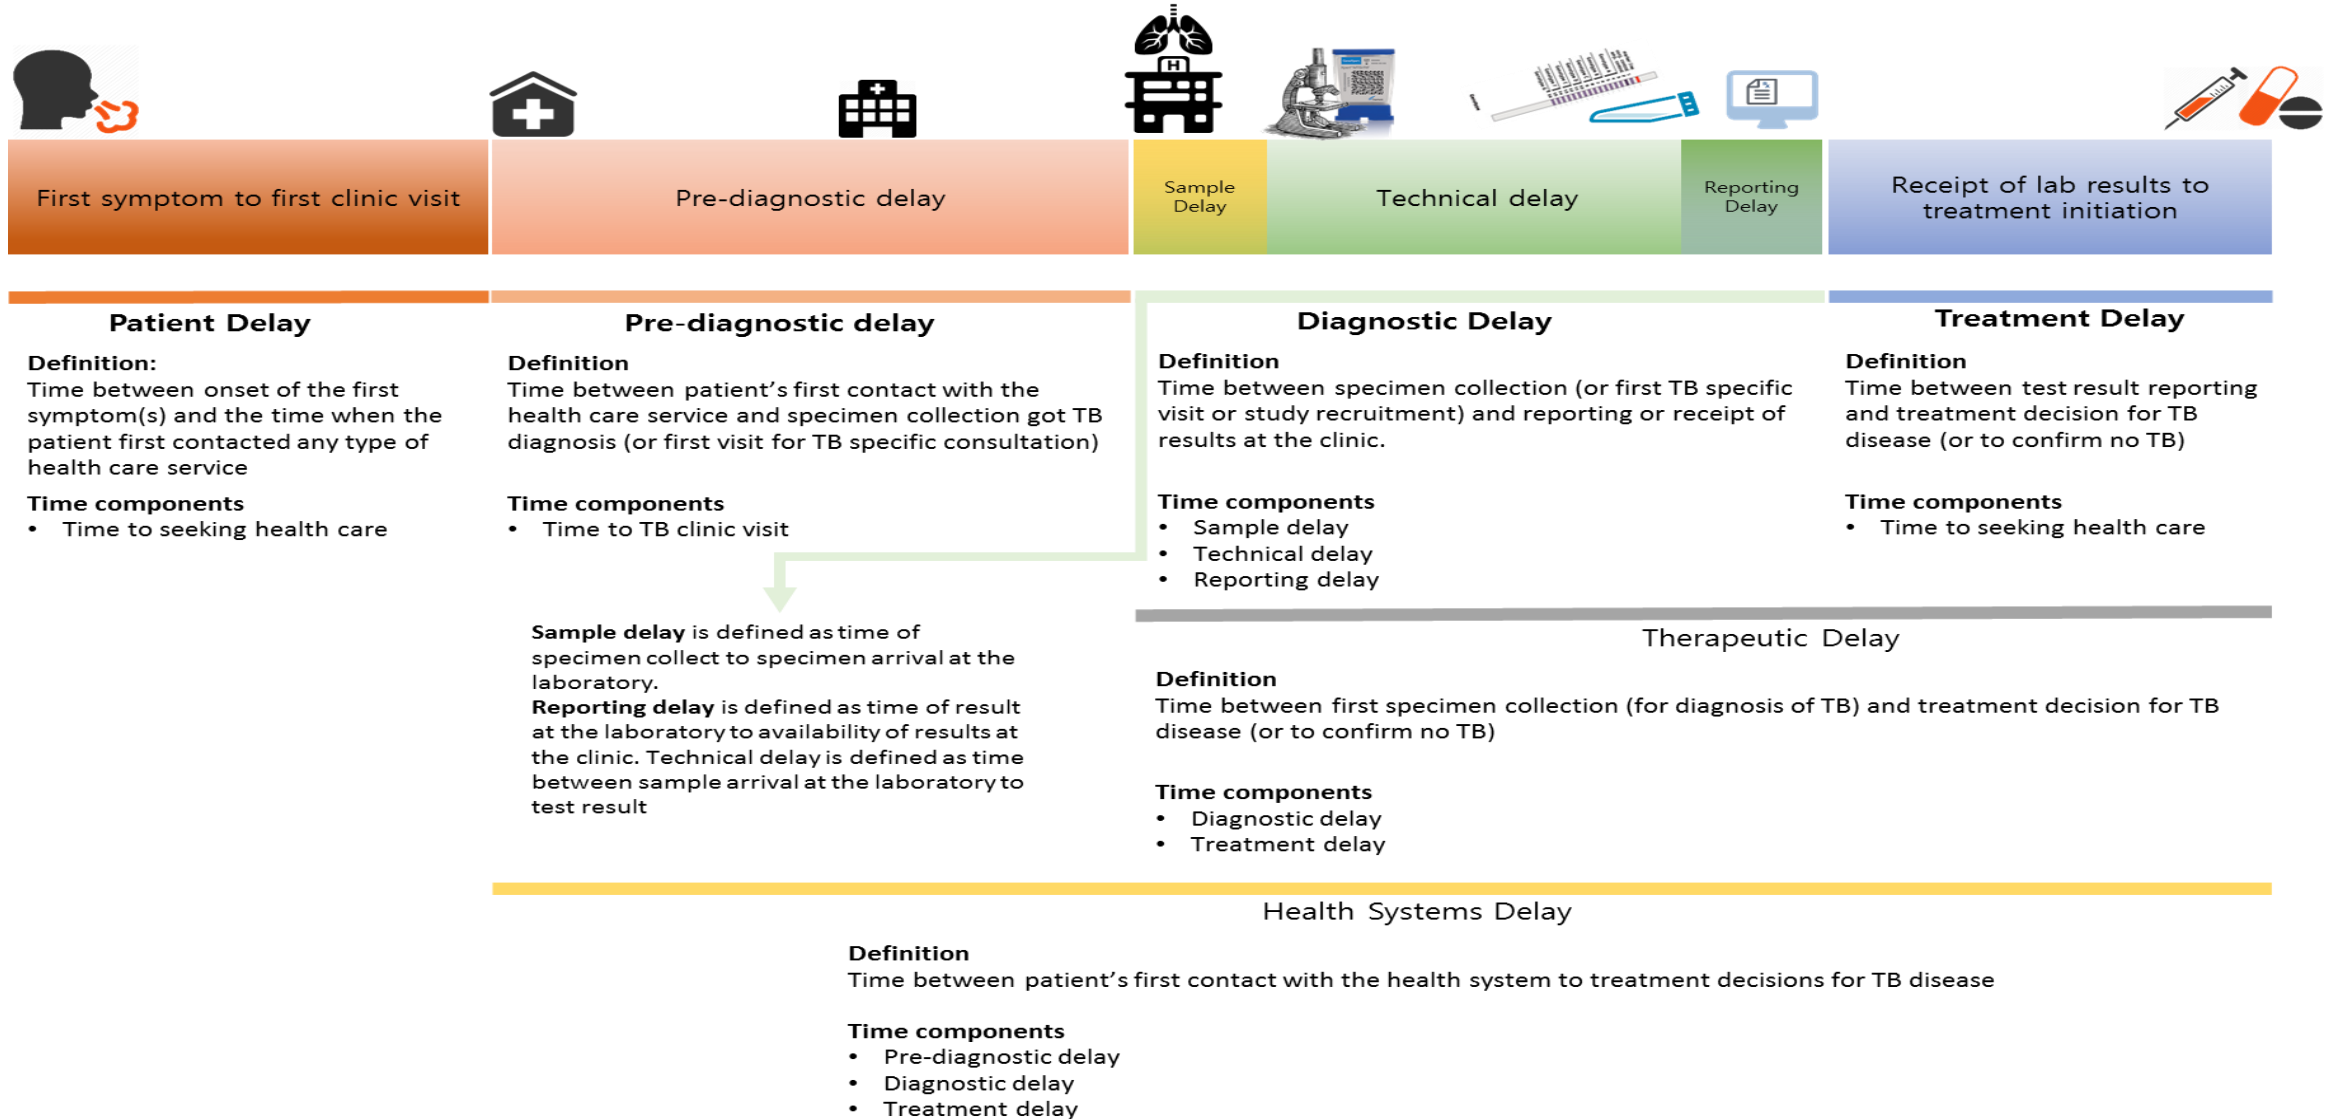 H
First symptom to first clinic visit
Pre-diagnostic delay
Sample
Delay
Technical delay
Reporting
Delay
Receipt of lab results to
treatment initiation
Patient Delay
Definition:
Time between onset of the first
symptom(s) and the time when the
patient first contacted any type of
health care service
Time components
• Time to seeking health care
Pre-diagnostic delay
Definition
Time between patient’s first contact with the
health care service and specimen collection got TB
diagnosis (or first visit for TB specific consultation)
Time components
• Time to TB clinic visit
Diagnostic Delay
Definition
Time between specimen collection (or first TB specific
visit or study recruitment) and reporting or receipt of
results at the clinic.
Time components
• Sample delay
• Technical delay
• Reporting delay
Treatment Delay
Definition
Time between test result reporting
and treatment decision for TB
disease (or to confirm no TB)
Time components
• Time to seeking health care
Sample delay is defined as time of
specimen collect to specimen arrival at the
laboratory.
Reporting delay is defined as time of result
at the laboratory to availability of results at
the clinic. Technical delay is defined as time
between sample arrival at the laboratory to
test result
Therapeutic Delay
Definition
Time between first specimen collection (for diagnosis of TB) and treatment decision for TB
disease (or to confirm no TB)
Time components
• Diagnostic delay
• Treatment delay
Health Systems Delay
Definition
Time between patient’s first contact with the health system to treatment decisions for TB disease
Time components
• Pre-diagnostic delay
• Diagnostic delay
• Treatment delay